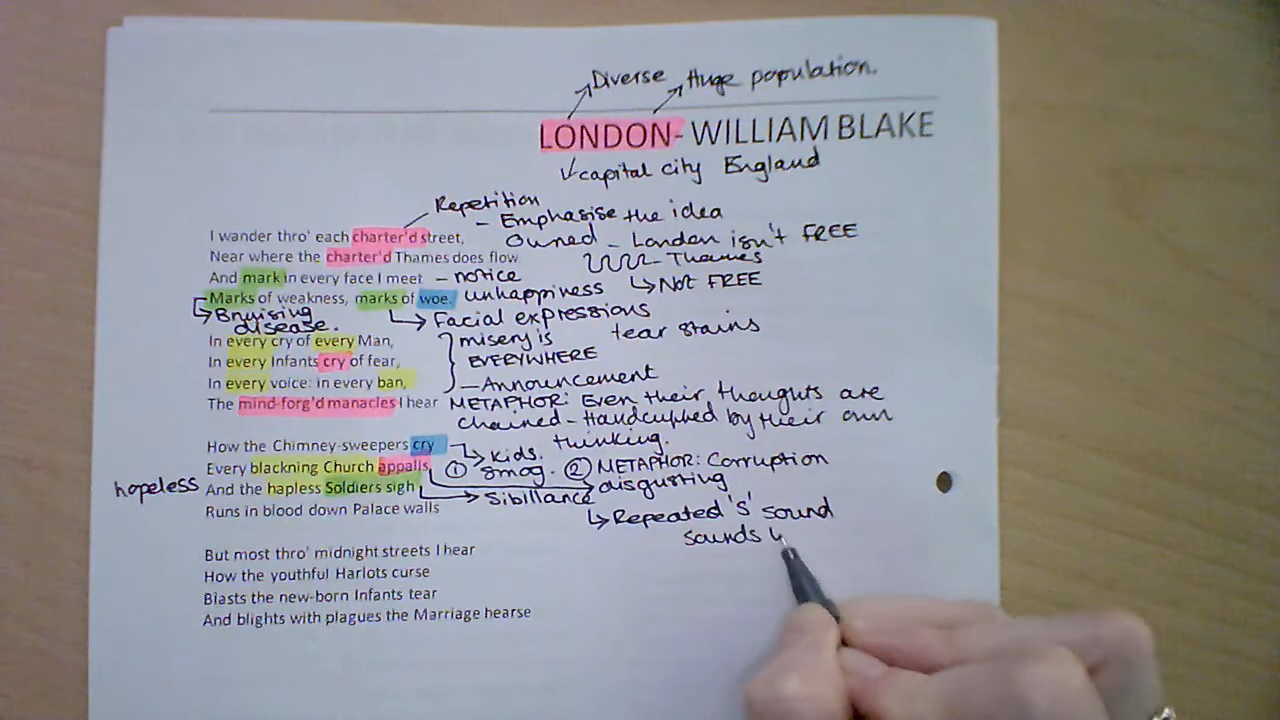 Diverse Huge population.
LONDON- WILLIAM BLAKE
capital city England
Repetition
- Emphasise the idea
I wander thro' each charter'd street,
Owned - London isn't FREE
Near where the charter'd Thames does flow
- Thames
And mark in every face I meet - notice
Not FREE
Marks of weakness, marks of woe. unhappiness
Bruising
disease.
Facial expressions
tear stains
In every cry of every Man,
misery is
EVERYWHERE
In every Infants cry of fear,
In every voice: in every ban,
- Announcement
The mind-forg'd manacles I hear METAPHOR: Even their thoughts are
chained - Handcuffed by their own
thinking.
How the Chimney-sweepers cry
Kids.
Every blackning Church appalls, 1 smog. 2 METAPHOR: Corruption
disgusting
hopeless And the hapless Soldiers sigh
Sibillance
Runs in blood down Palace walls
Repeated 's' sound
sounds
But most thro' midnight streets I hear
How the youthful Harlots curse
Blasts the new-born Infants tear
And blights with plagues the Marriage hearse